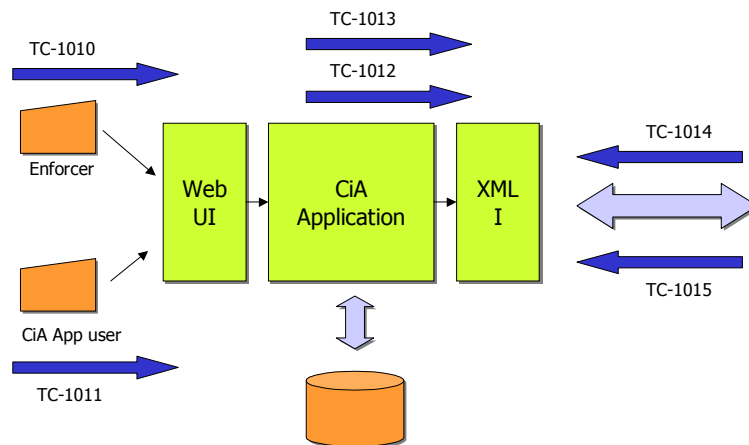 TC-1013
TC-1010
TC-1012
TC-1014
Enforcer
Web
UI
CiA
Application
XML
I
TC-1015
CiA App user
TC-1011